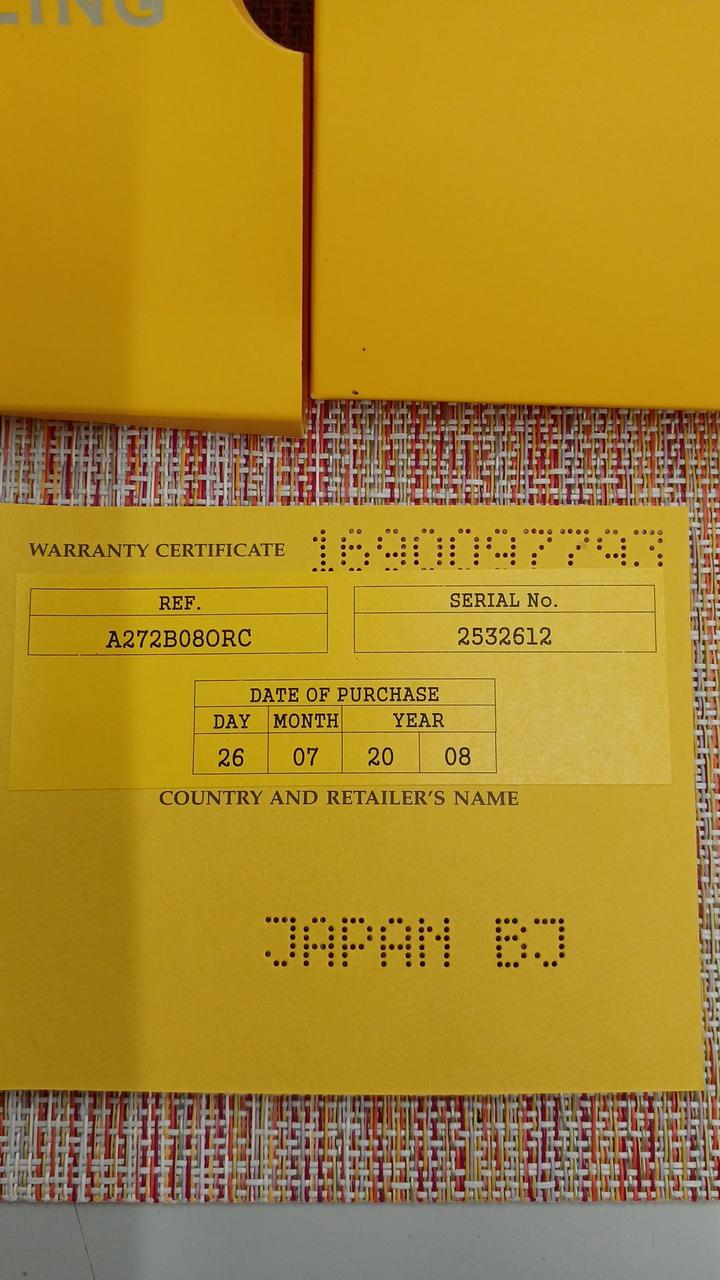 LING
WARRANTY CERTIFICATE 1690097793
REF.
A272B08ORC
SERIAL No.
2532612
DATE OF PURCHASE
DAY MONTH YEAR
26 07 20 08
COUNTRY AND RETAILER'S NAME
JAPAN BJ